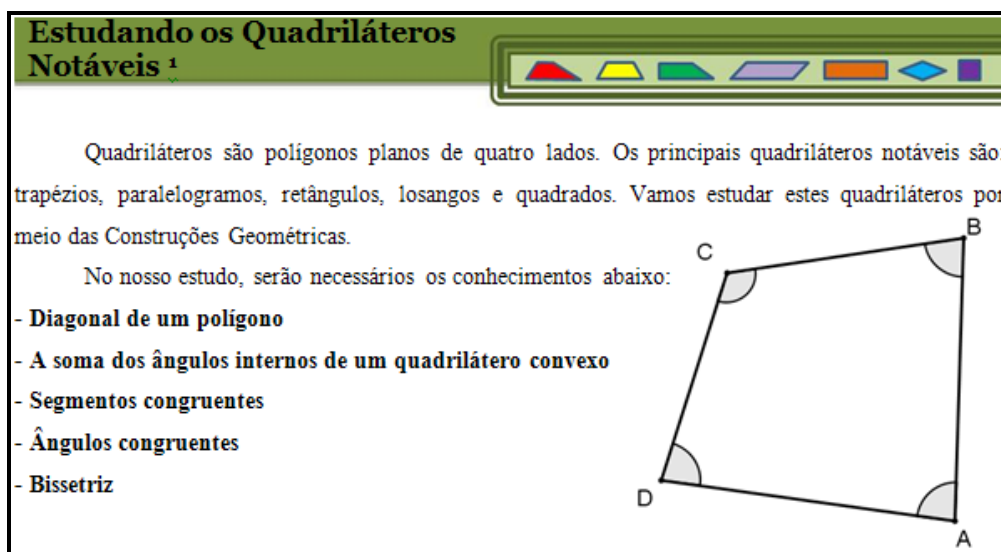 Estudando os Quadriláteros
Notáveis ¹
Quadriláteros são polígonos planos de quatro lados. Os principais quadriláteros notáveis são:
trapézios, paralelogramos, retângulos, losangos e quadrados. Vamos estudar estes quadriláteros por
meio das Construções Geométricas.
No nosso estudo, serão necessários os conhecimentos abaixo:
- Diagonal de um polígono
- A soma dos ângulos internos de um quadrilátero convexo
- Segmentos congruentes
- Ângulos congruentes
- Bissetriz
B
C
D
A